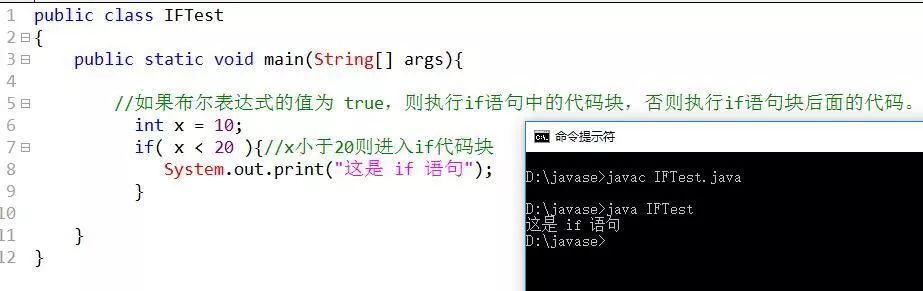 1 public class IFTest
2 {
3 public static void main(String[] args){
4
5 //如果布尔表达式的值为 true，则执行if语句中的代码块，否则执行if语句块后面的代码。
6 int x = 10;
7 if( x < 20 ){//x小于20则进入if代码块
8 System.out.print("这是 if 语句");
9 }
10
11 }
12 }
命令提示符
D:\javase>javac IFTest.java
D:\javase>java IFTest
这是 if 语句
D:\javase>